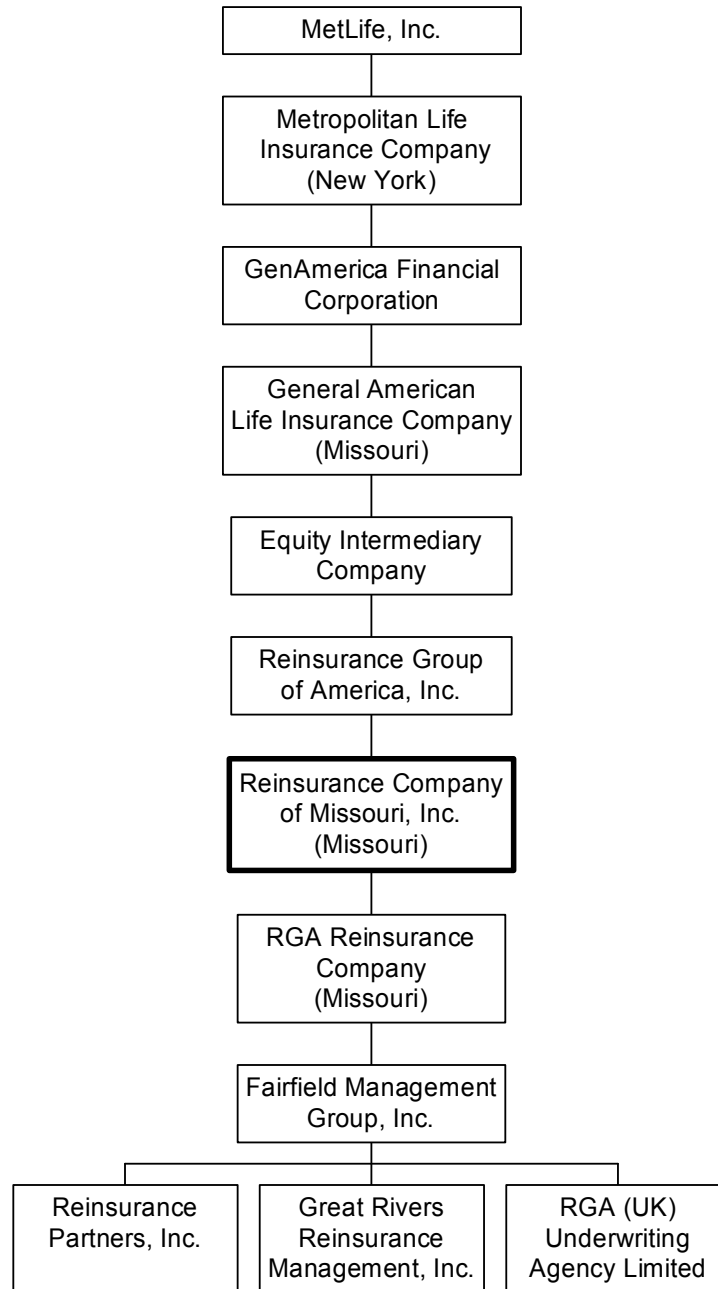 MetLife, Inc.
Metropolitan Life
Insurance Company
(New York)
GenAmerica Financial
Corporation
General American
Life Insurance Company
(Missouri)
Equity Intermediary
Company
Reinsurance Group
of America, Inc.
Reinsurance Company
of Missouri, Inc.
(Missouri)
RGA Reinsurance
Company
(Missouri)
Fairfield Management
Group, Inc.
Reinsurance
Partners, Inc.
Great Rivers
Reinsurance
Management, Inc.
RGA (UK)
Underwriting
Agency Limited